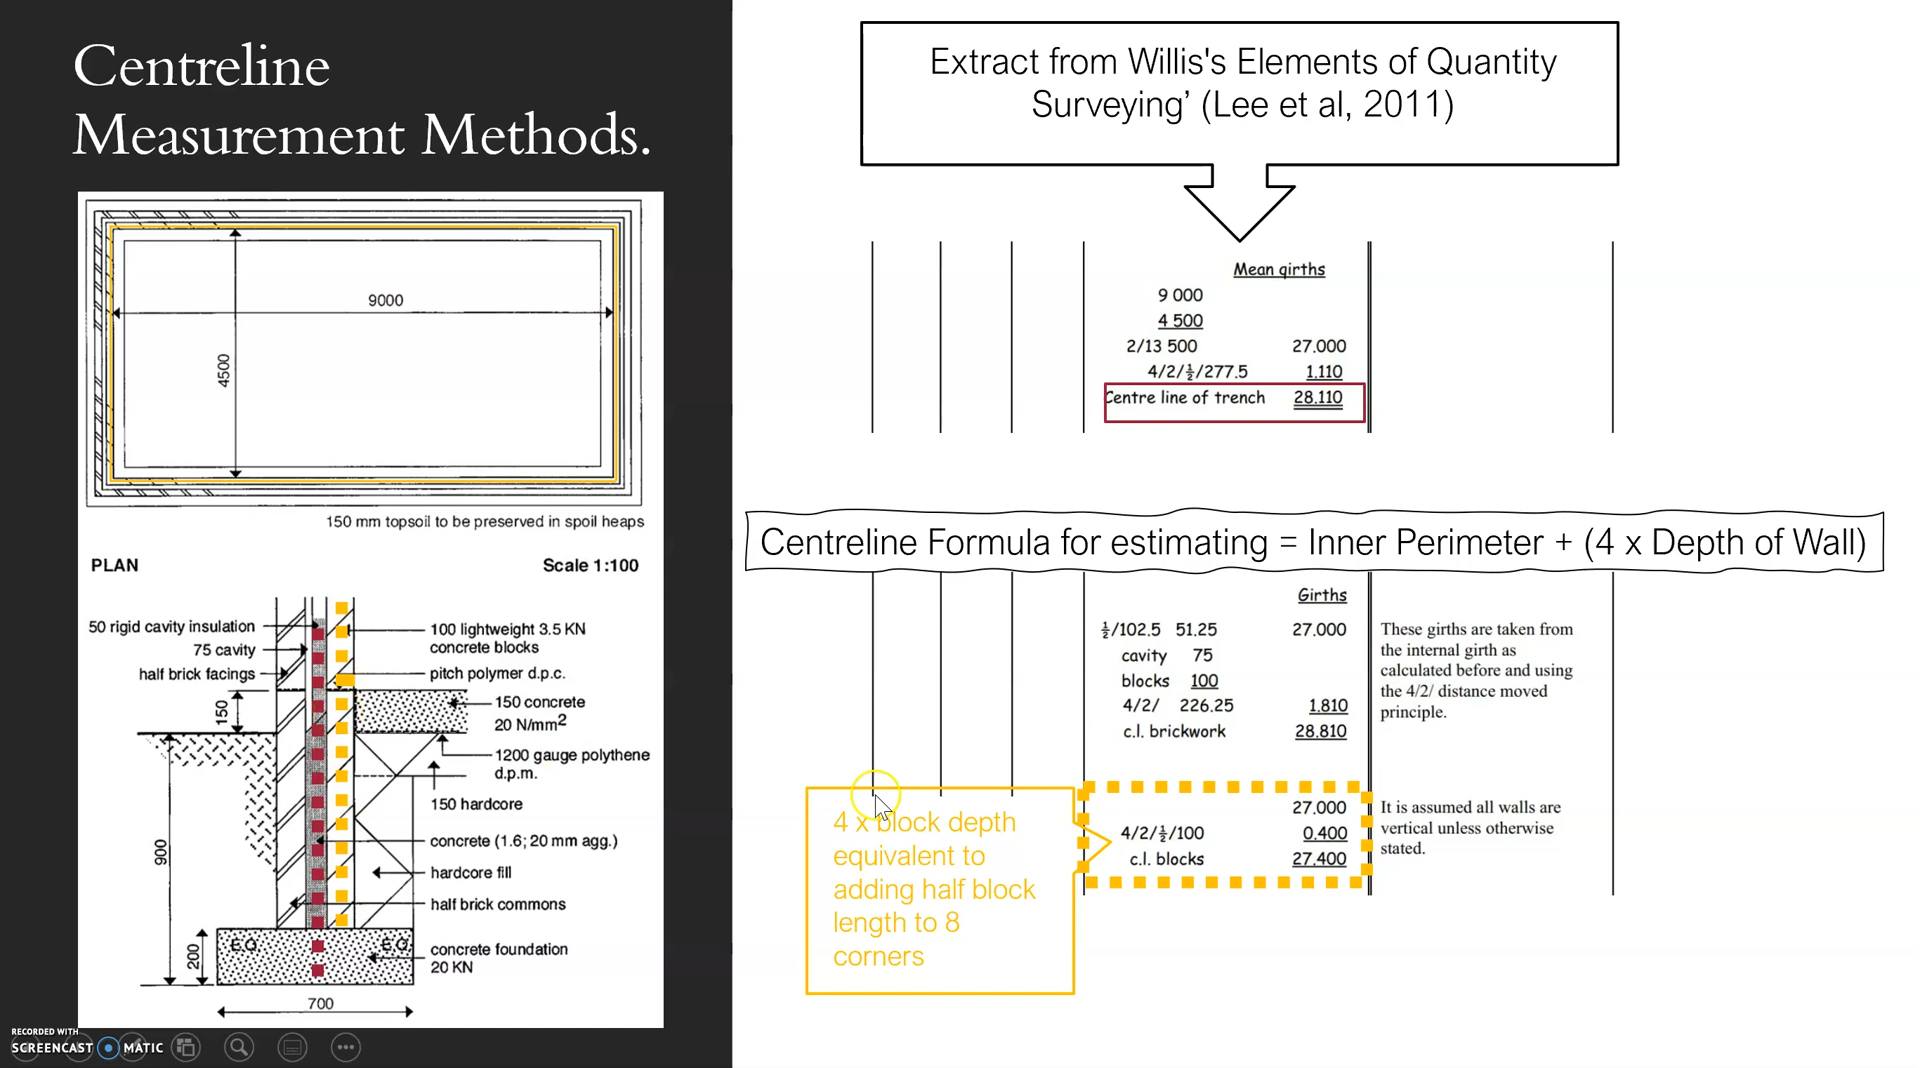 Centreline
Measurement Methods.
9000
4500
150 mm topsoil to be preserved in spoil heaps
PLAN
Scale 1:100
50 rigid cavity insulation
75 cavity
half brick facings
150
900
200
E.Q.
E.Q.
700
100 lightweight 3.5 KN
concrete blocks
pitch polymer d.p.c.
150 concrete
20 N/mm2
1200 gauge polythene
d.p.m.
150 hardcore
concrete (1.6; 20 mm agg.)
hardcore fill
half brick commons
concrete foundation
20 KN
RECORDED WITH
SCREENCAST MATIC
Extract from Willis's Elements of Quantity
Surveying’ (Lee et al, 2011)
Mean girths
9 000
4 500
2/13 500 27.000
4/2/½/277.5 1.110
Centre line of trench 28.110
Centreline Formula for estimating = Inner Perimeter + (4 x Depth of Wall)
Girths
½/102.5 51.25 27.000
cavity 75
blocks 100
4/2/ 226.25 1.810
c.l. brickwork 28.810
These girths are taken from
the internal girth as
calculated before and using
the 4/2/ distance moved
principle.
27.000
4/2/½/100 0.400
c.l. blocks 27.400
It is assumed all walls are
vertical unless otherwise
stated.
4 x block depth
equivalent to
adding half block
length to 8
corners